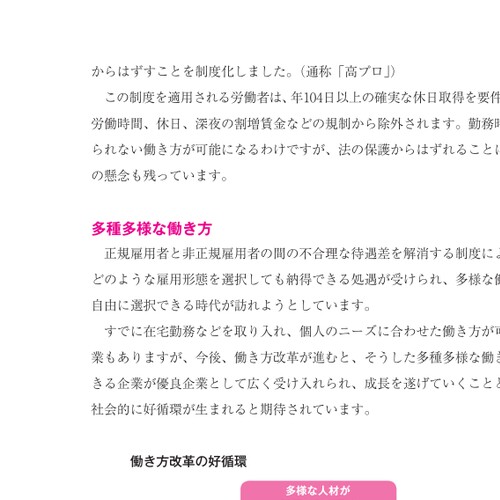 からはずすことを制度化しました。（通称「高プロ」）
この制度を適用される労働者は、年104日以上の確実な休日取得を要件
労働時間、休日、深夜の割増賃金などの規制から除外されます。勤務時
られない働き方が可能になるわけですが、法の保護からはずれることに
の懸念も残っています。
多種多様な働き方
正規雇用者と非正規雇用者の間の不合理な待遇差を解消する制度によ
どのような雇用形態を選択しても納得できる処遇が受けられ、多様な働
自由に選択できる時代が訪れようとしています。
すでに在宅勤務などを取り入れ、個人のニーズに合わせた働き方が可
業もありますが、今後、働き方改革が進むと、そうした多種多様な働き
きる企業が優良企業として広く受け入れられ、成長を遂げていくことと
社会的に好循環が生まれると期待されています。
働き方改革の好循環
多様な人材が